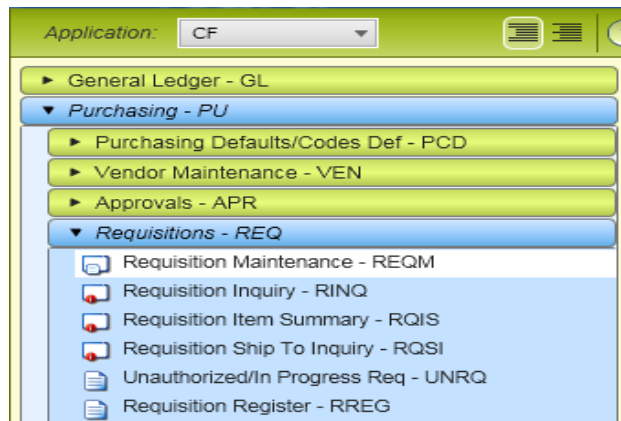 Application: CF
General Ledger - GL
Purchasing - PU
Purchasing Defaults/Codes Def - PCD
Vendor Maintenance - VEN
Approvals - APR
Requisitions - REQ
Requisition Maintenance - REQM
Requisition Inquiry - RINQ
Requisition Item Summary - RQIS
Requisition Ship To Inquiry - RQSI
Unauthorized/In Progress Req - UNRQ
Requisition Register - RREG